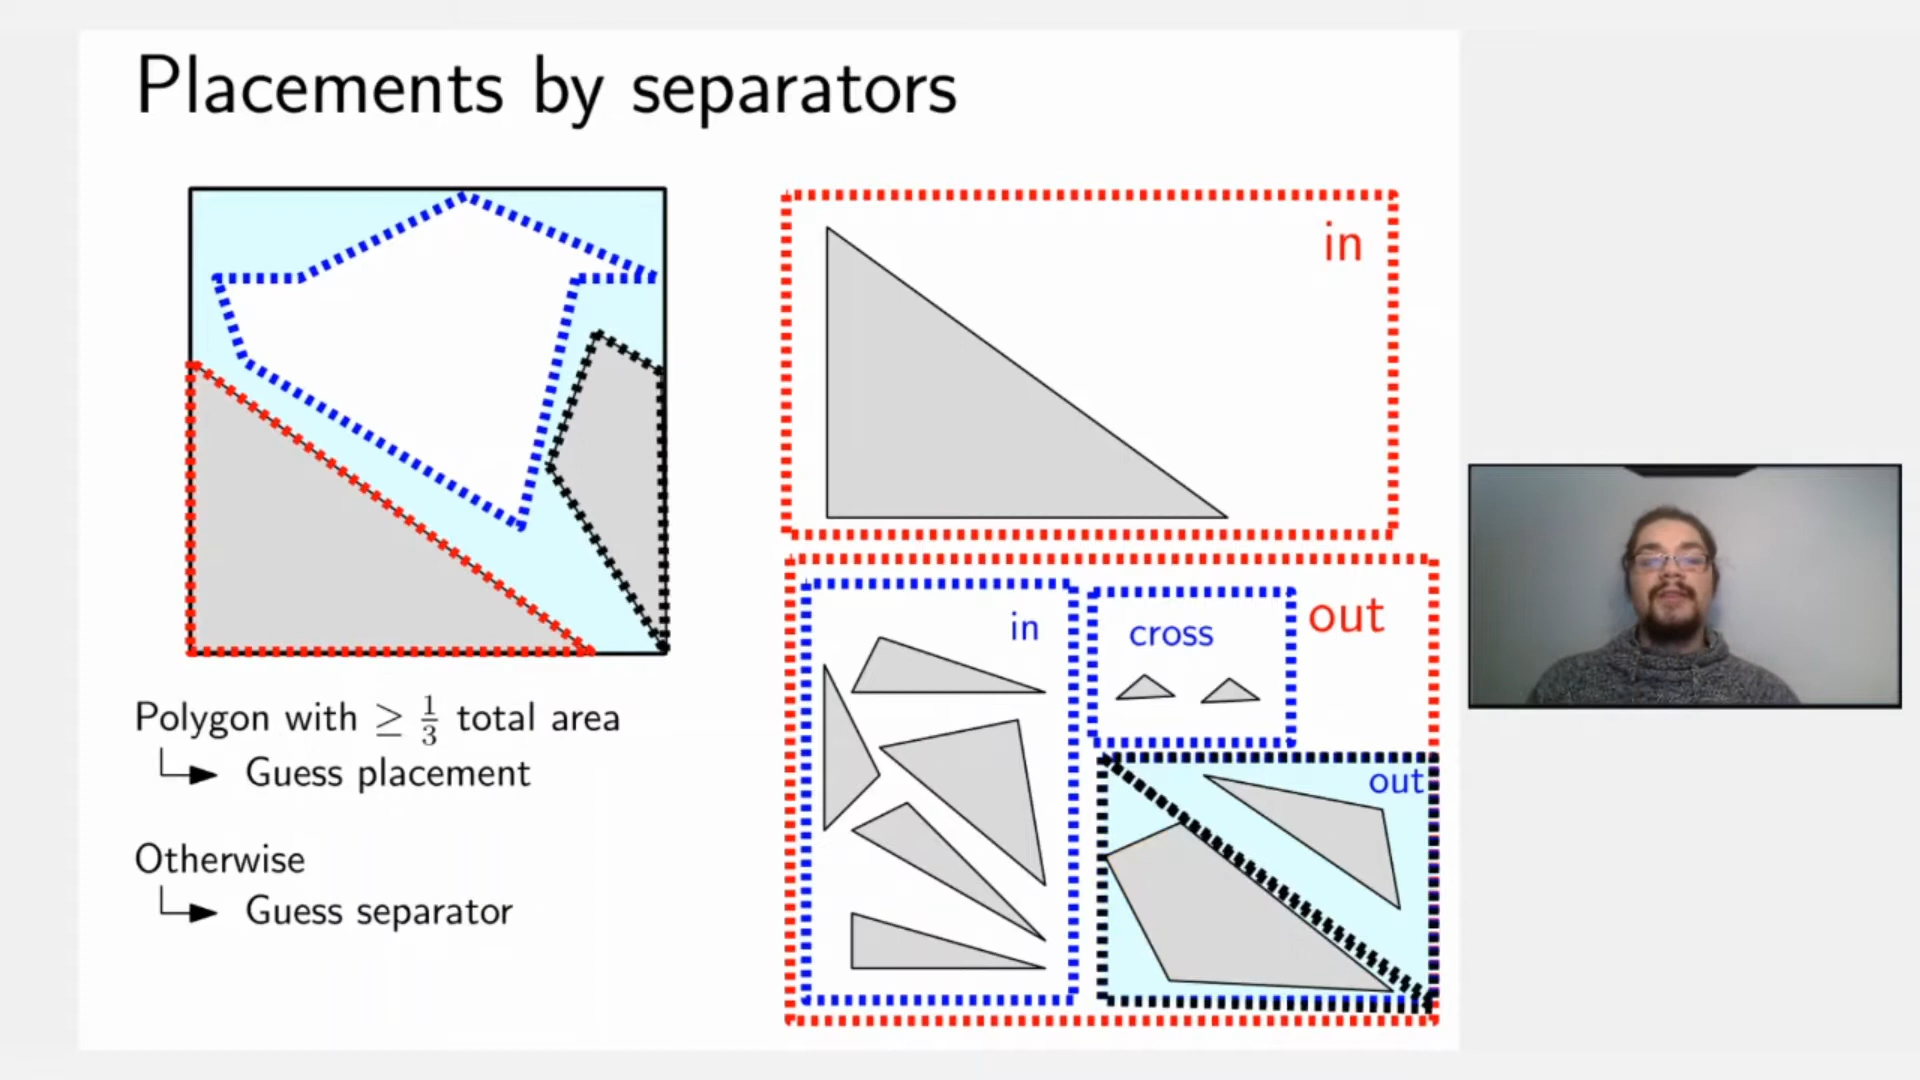 Placements by separators
Polygon with ≥ 1/3 total area
Guess placement
Otherwise
Guess separator
in
out
in
cross
out